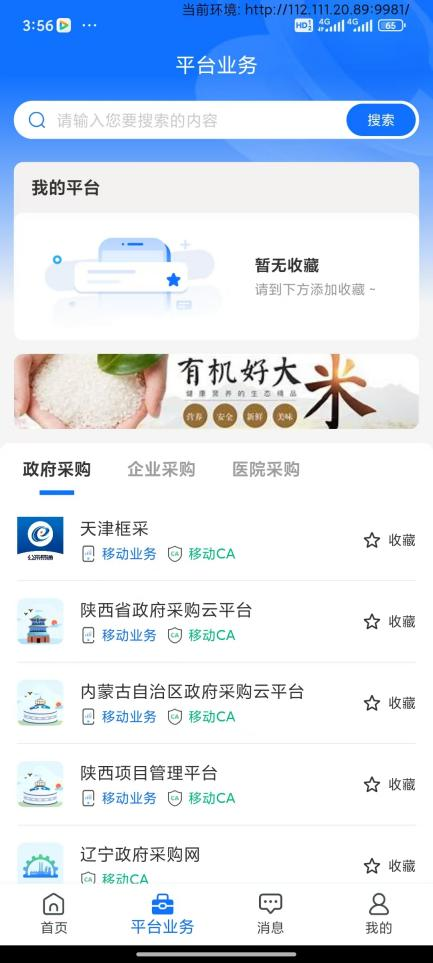 当前环境: http://112.111.20.89:9981/
3:56 ··· HD 4G 4G 65
平台业务
请输入您要搜索的内容 搜索
我的平台
暂无收藏
请到下方添加收藏 ~
有机好大米
健康营养的生态精品
营养 安全 新鲜 美味
政府采购 企业采购 医院采购
天津框采
移动业务 CA 移动CA
收藏
陕西省政府采购云平台
移动业务 CA 移动CA
收藏
内蒙古自治区政府采购云平台
移动业务 CA 移动CA
收藏
陕西项目管理平台
移动业务 CA 移动CA
收藏
辽宁政府采购网
CA 移动CA
收藏
首页 平台业务 消息 我的